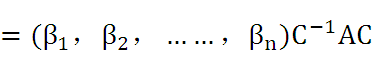 = (β₁， β₂， ……， βₙ)C⁻¹AC